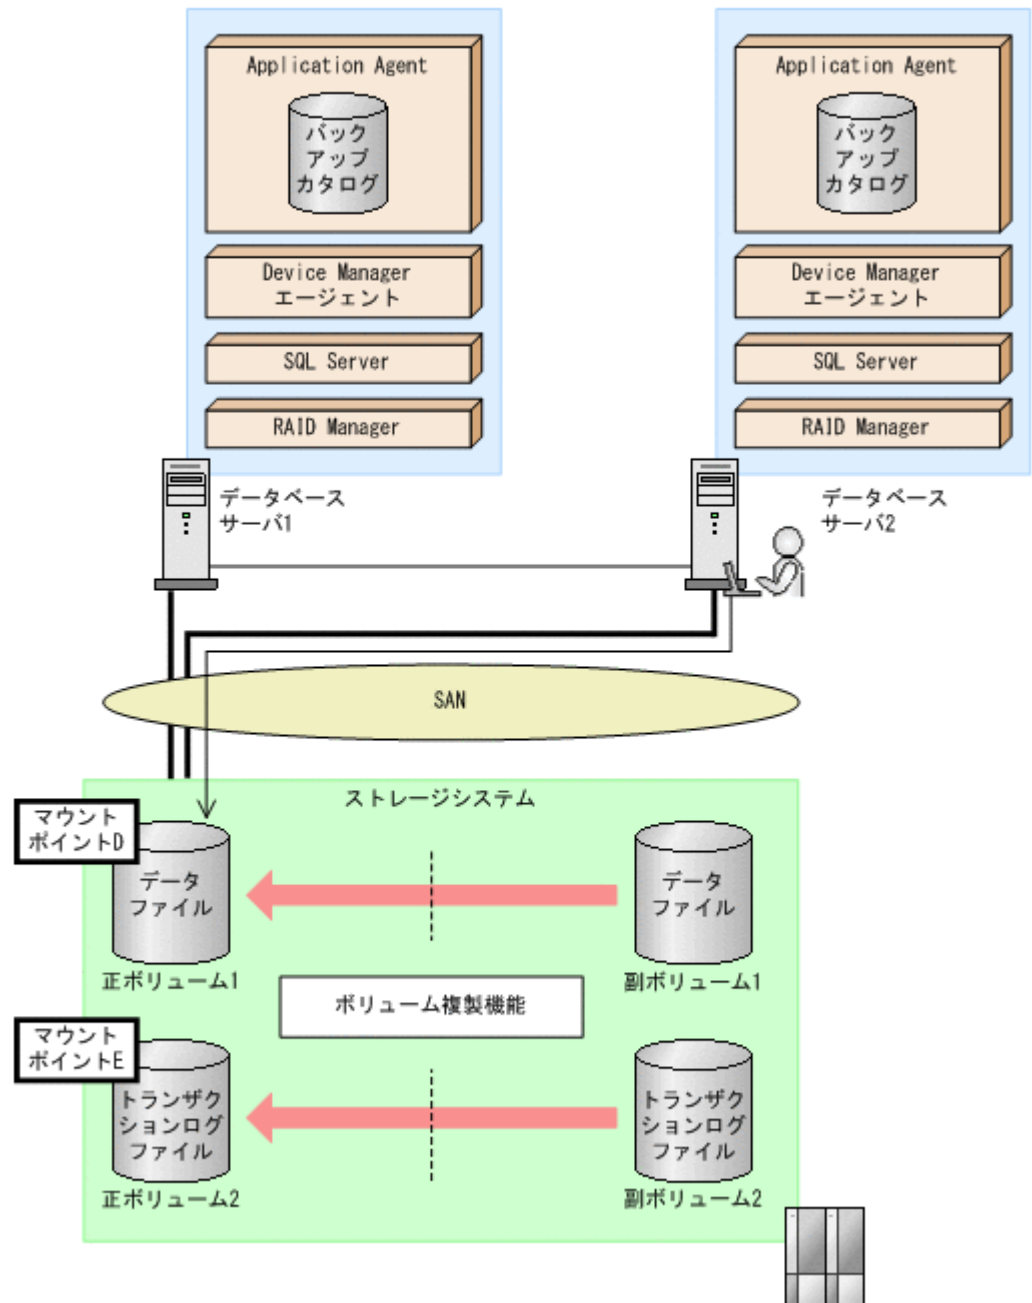 Application Agent
バック
アップ
カタログ
Device Manager
エージェント
SQL Server
RAID Manager
データベース
サーバ1
Application Agent
バック
アップ
カタログ
Device Manager
エージェント
SQL Server
RAID Manager
データベース
サーバ2
SAN
ストレージシステム
マウント
ポイントD
データ
ファイル
正ボリューム1
データ
ファイル
副ボリューム1
ボリューム複製機能
マウント
ポイントE
トランザク
ションログ
ファイル
正ボリューム2
トランザク
ションログ
ファイル
副ボリューム2